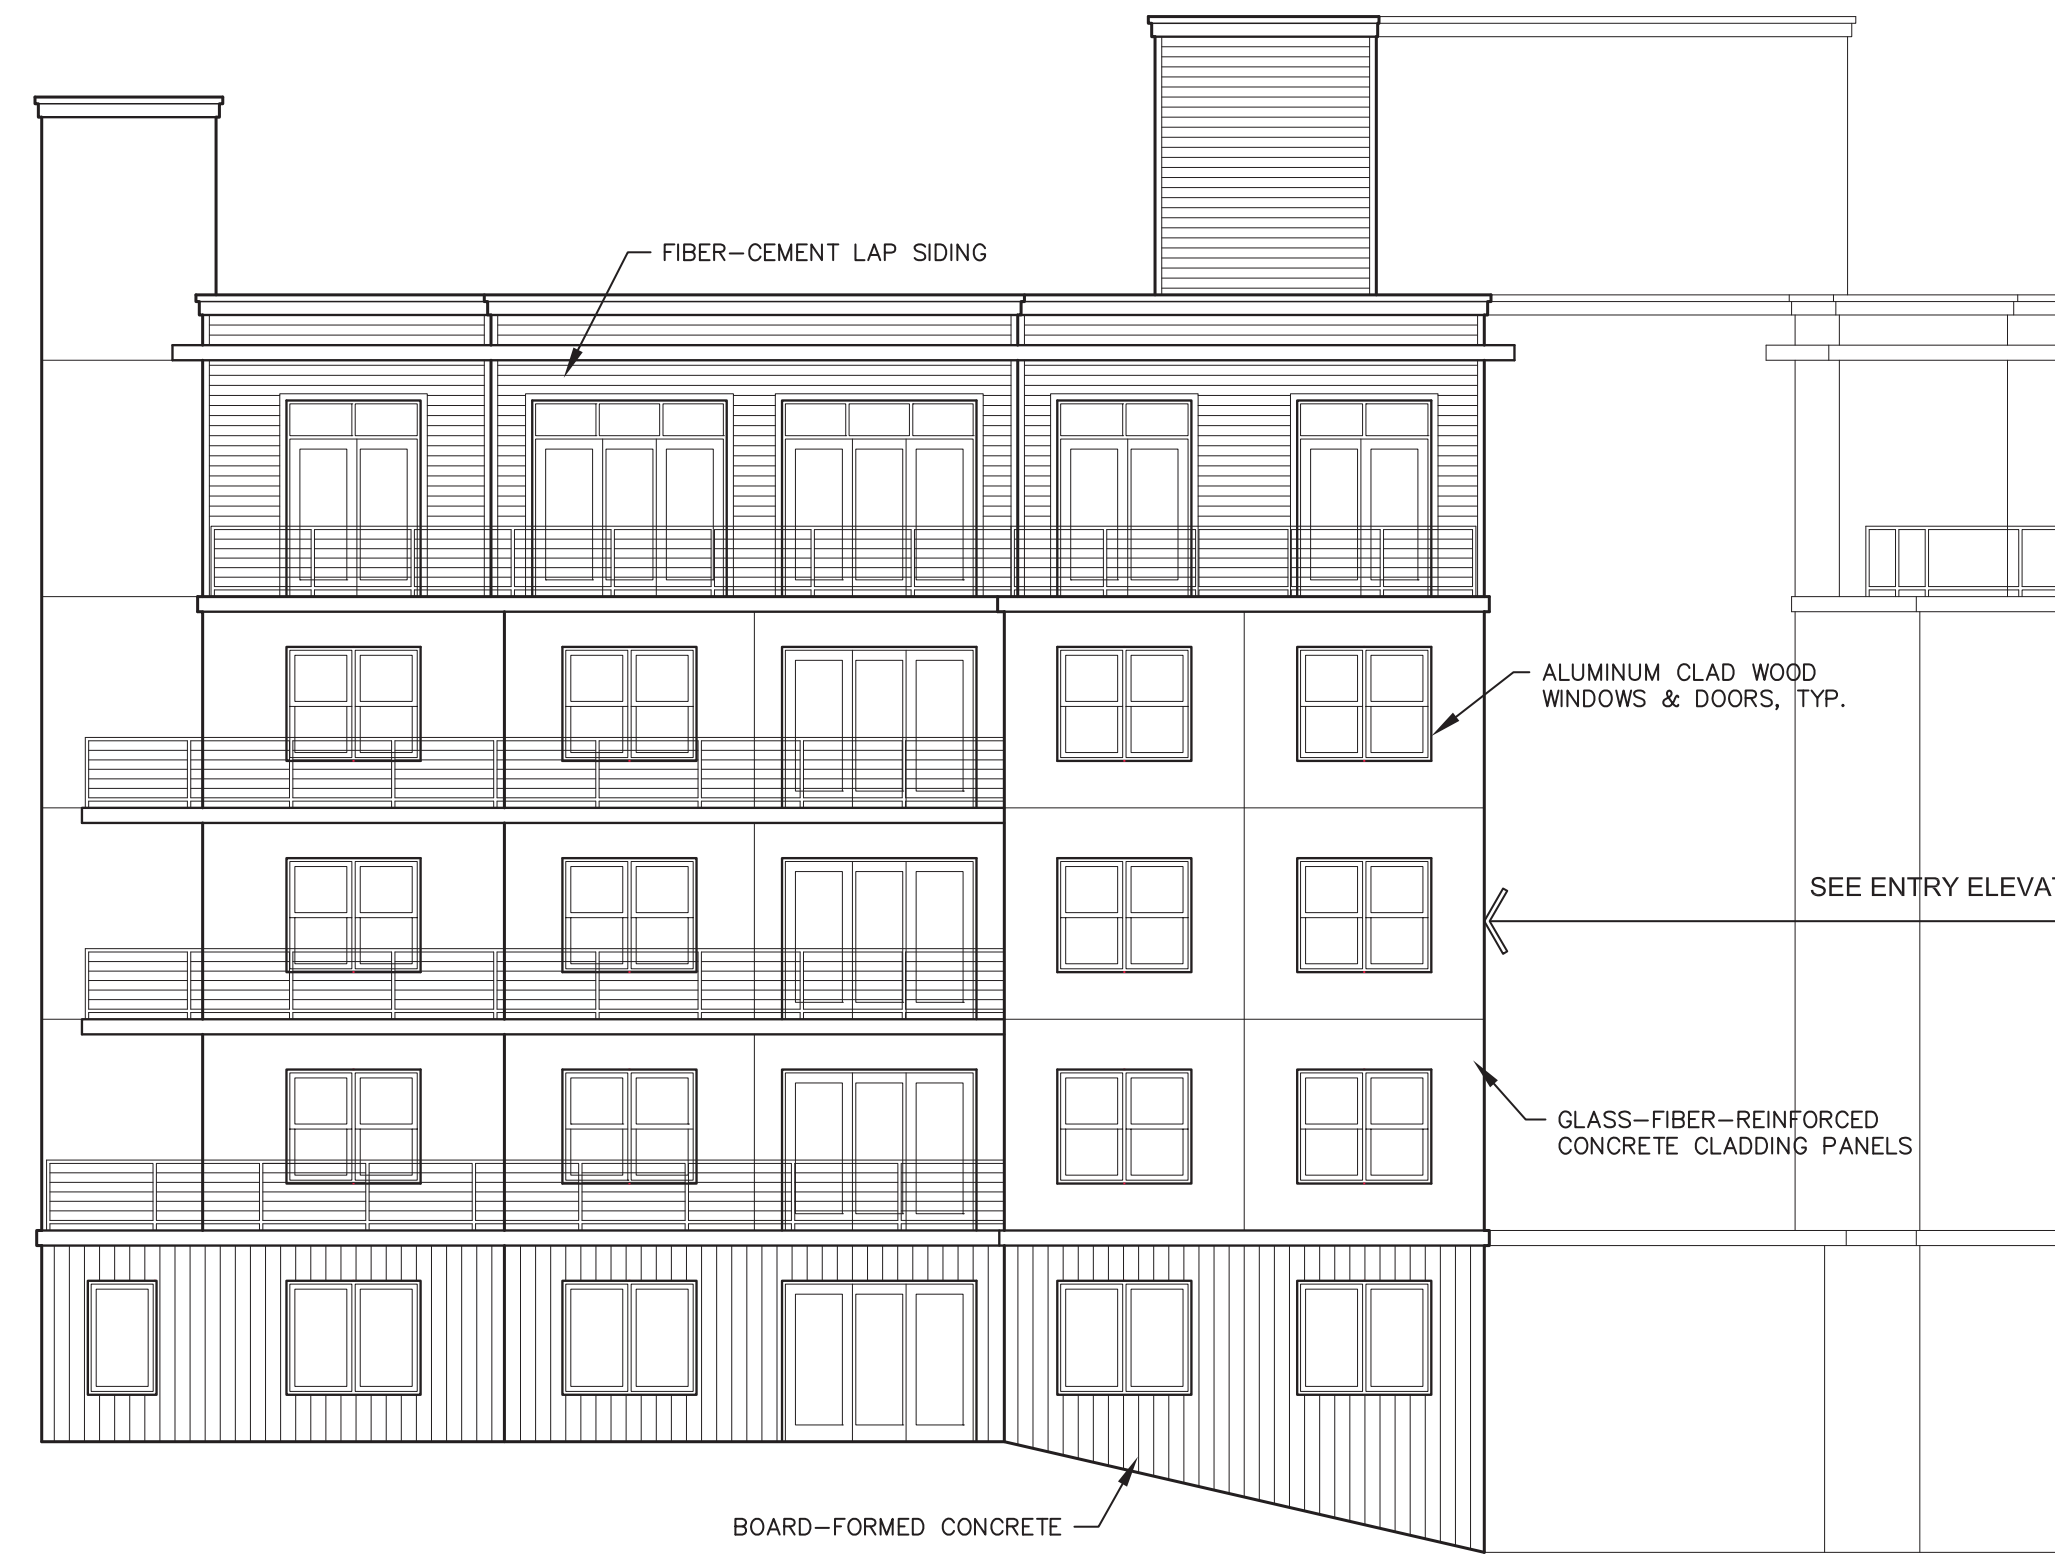 FIBER-CEMENT LAP SIDING
ALUMINUM CLAD WOOD
WINDOWS & DOORS, TYP.
SEE ENTRY
GLASS-FIBER-REINFORCED
CONCRETE CLADDING PANELS
BOARD-FORMED CONCRETE